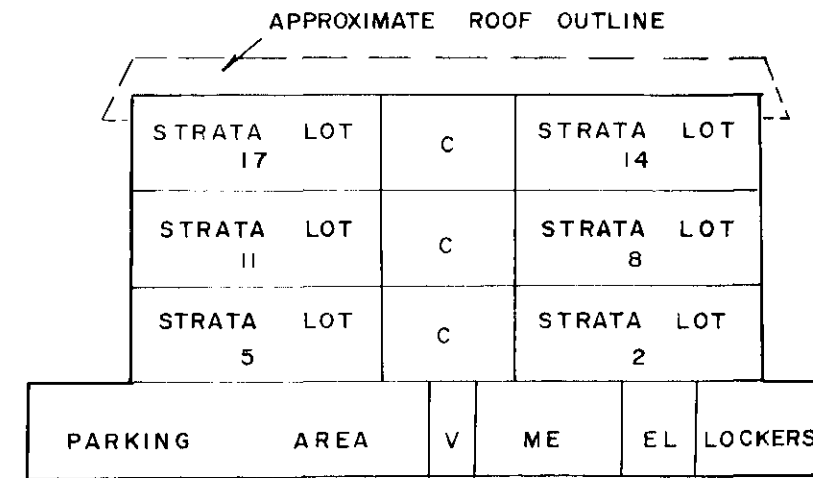 APPROXIMATE ROOF OUTLINE
STRATA LOT
17
C
STRATA LOT
14
STRATA LOT
11
C
STRATA LOT
8
STRATA LOT
5
C
STRATA LOT
2
PARKING AREA
V
ME
EL
LOCKERS